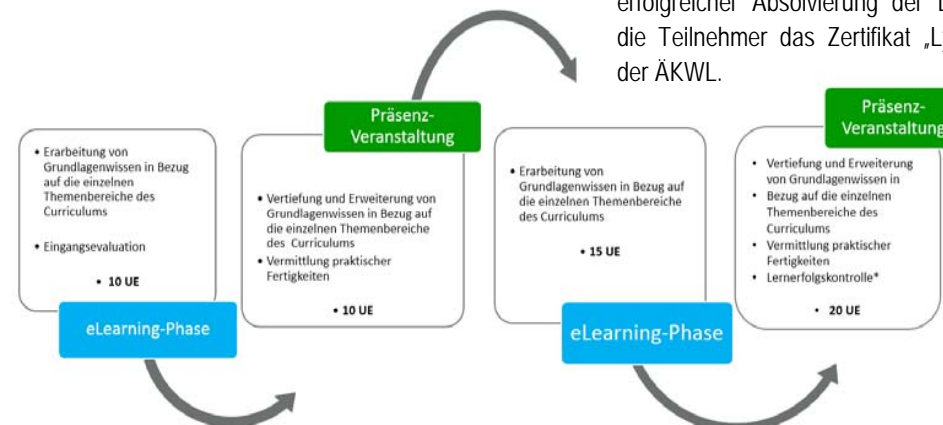 erfolgreicher Absolvierung der
die Teilnehmer das Zertifikat
der ÄKWL.
• Erarbeitung von
Grundlagenwissen in Bezug
auf die einzelnen
Themenbereiche des
Curriculums
• Eingangsevaluation
• 10 UE
eLearning-Phase
Präsenz-
Veranstaltung
• Vertiefung und Erweiterung von
Grundlagenwissen in Bezug auf
die einzelnen Themenbereiche
des Curriculums
• Vermittlung praktischer
Fertigkeiten
• 10 UE
• Erarbeitung von
Grundlagenwissen in Bezug auf
die einzelnen Themenbereiche
des Curriculums
• 15 UE
eLearning-Phase
Präsenz-
Veranstaltung
• Vertiefung und Erweiterung
von Grundlagenwissen in
• Bezug auf die einzelnen
Themenbereiche des
Curriculums
• Vermittlung praktischer
Fertigkeiten
• Lernerfolgskontrolle*
• 20 UE